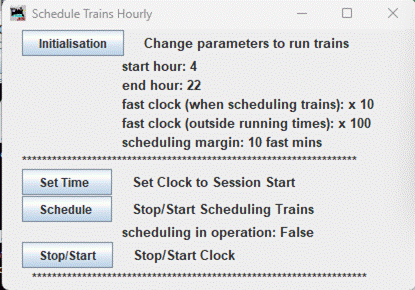 Schedule Trains Hourly
Initialisation Change parameters to run trains
start hour: 4
end hour: 22
fast clock (when scheduling trains): x 10
fast clock (outside running times): x 100
scheduling margin: 10 fast mins
*******************************************************************
Set Time Set Clock to Session Start
Schedule Stop/Start Scheduling Trains
scheduling in operation: False
Stop/Start Stop/Start Clock
*******************************************************************